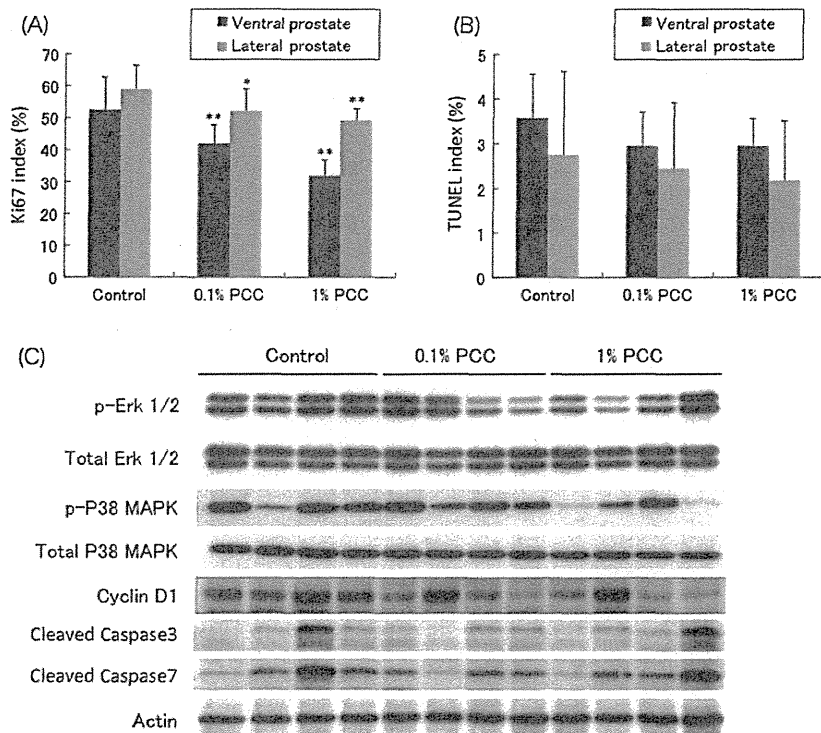 (A)
Ventral prostate
Lateral prostate
Ki67 index (%)
70
60
50
40
30
20
10
0
**
*
**
**
Control
0.1% PCC
1% PCC
(B)
Ventral prostate
Lateral prostate
TUNEL index (%)
5
4
3
2
1
0
Control
0.1% PCC
1% PCC
(C)
Control
0.1% PCC
1% PCC
p-Erk 1/2
Total Erk 1/2
p-P38 MAPK
Total P38 MAPK
Cyclin D1
Cleaved Caspase3
Cleaved Caspase7
Actin